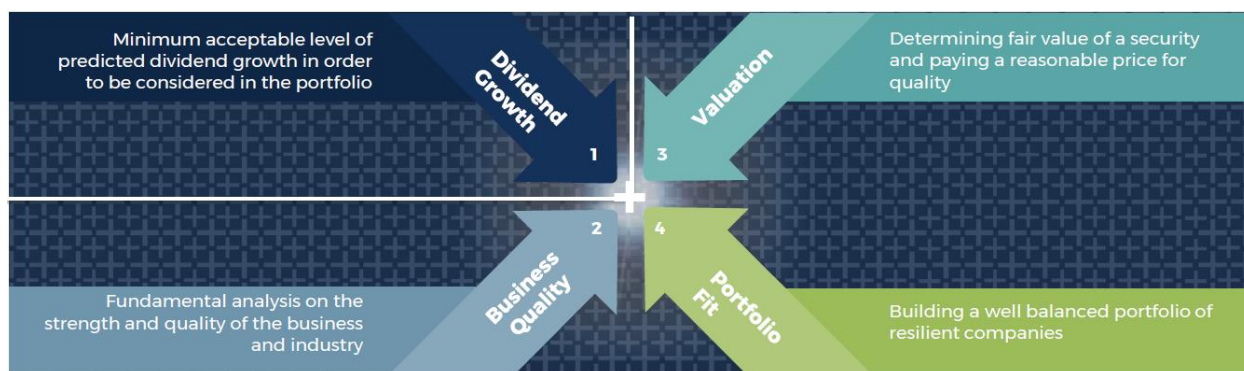 Minimum acceptable level of
predicted dividend growth in order
to be considered in the portfolio
Dividend
Growth
1
Fundamental analysis on the
strength and quality of the business
and industry
Business
Quality
2
Valuation
3
Determining fair value of a security
and paying a reasonable price for
quality
Portfolio
Fit
4
Building a well balanced portfolio of
resilient companies